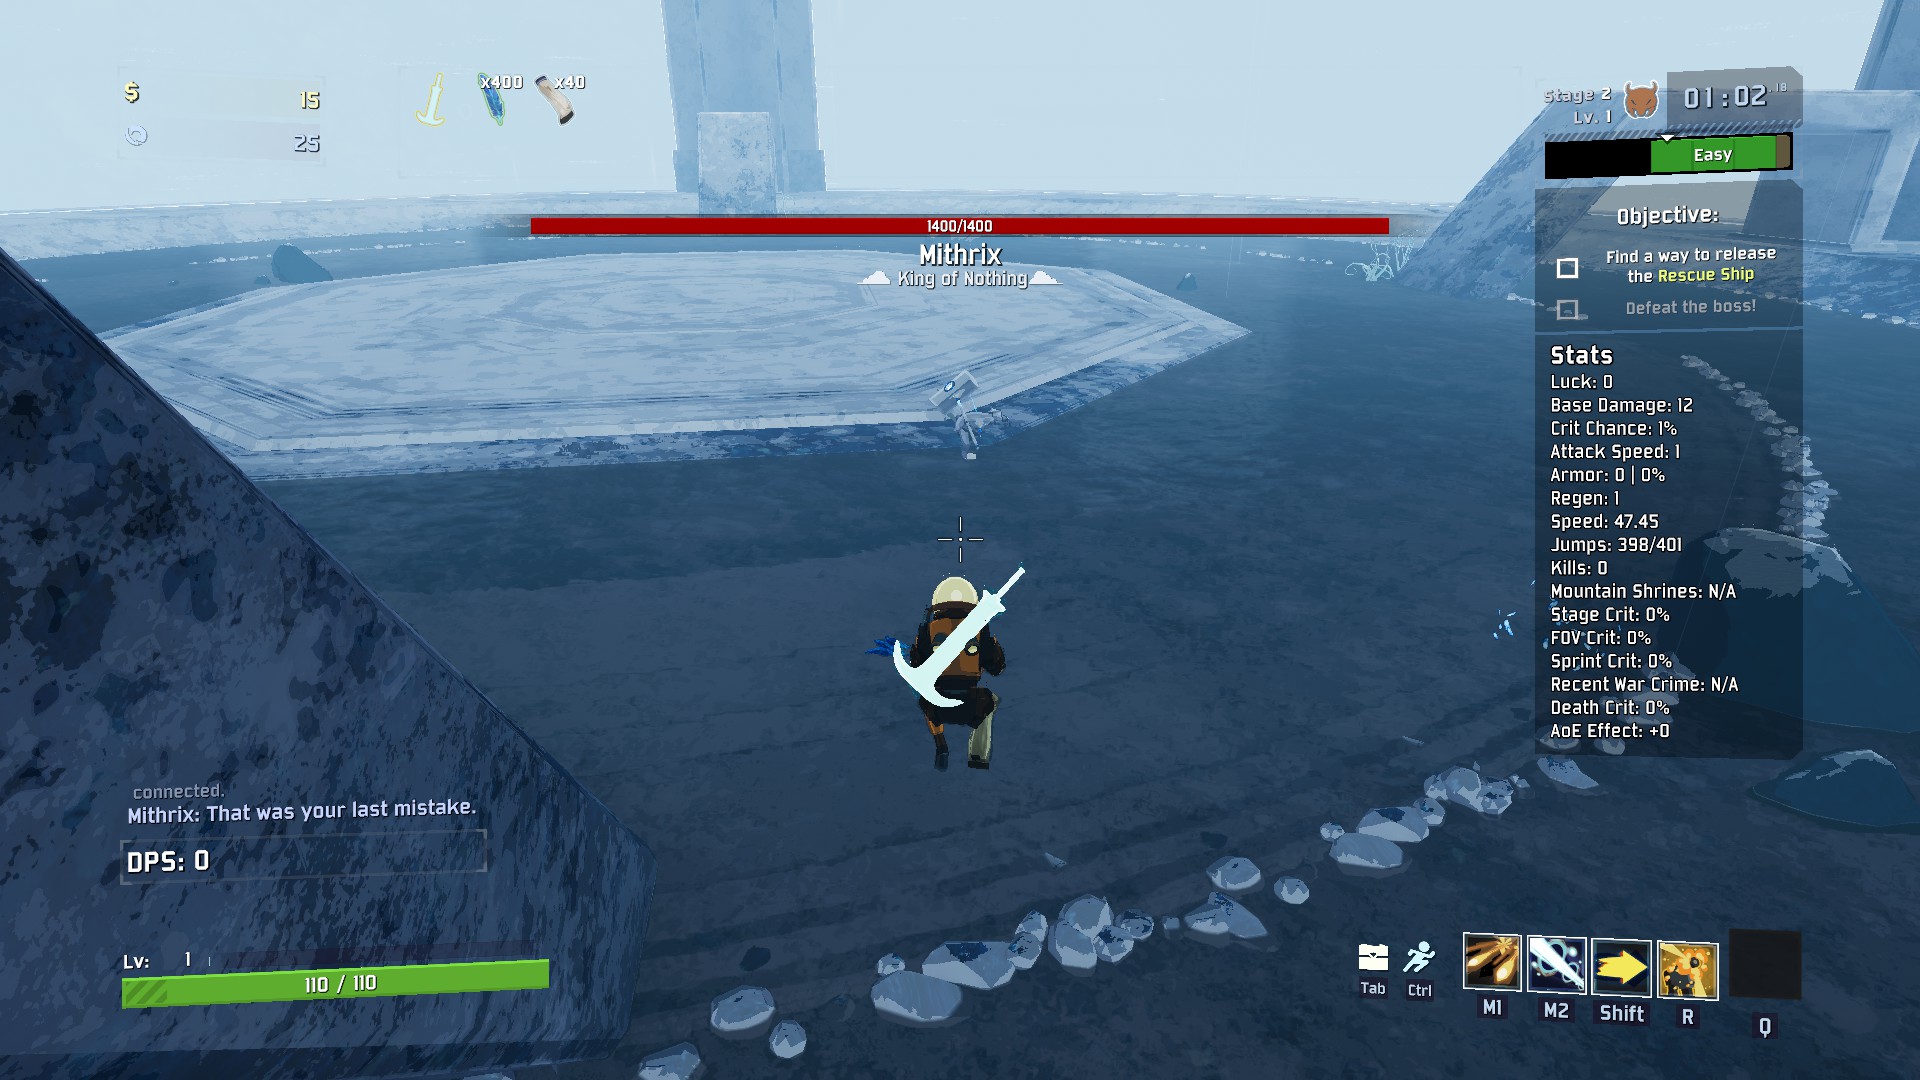 $ 15
25
x400 x40
Stage 2
Lv. 1
01:02.18
Easy
Objective:
Find a way to release
the Rescue Ship
Defeat the boss!
1400/1400
Mithrix
King of Nothing
Stats
Luck: 0
Base Damage: 12
Crit Chance: 1%
Attack Speed: 1
Armor: 0 | 0%
Regen: 1
Speed: 47.45
Jumps: 398/401
Kills: 0
Mountain Shrines: N/A
Stage Crit: 0%
FOV Crit: 0%
Sprint Crit: 0%
Recent War Crime: N/A
Death Crit: 0%
AoE Effect: +0
connected.
Mithrix: That was your last mistake.
DPS: 0
Lv: 1
110 / 110
Tab Ctrl M1 M2 Shift R Q